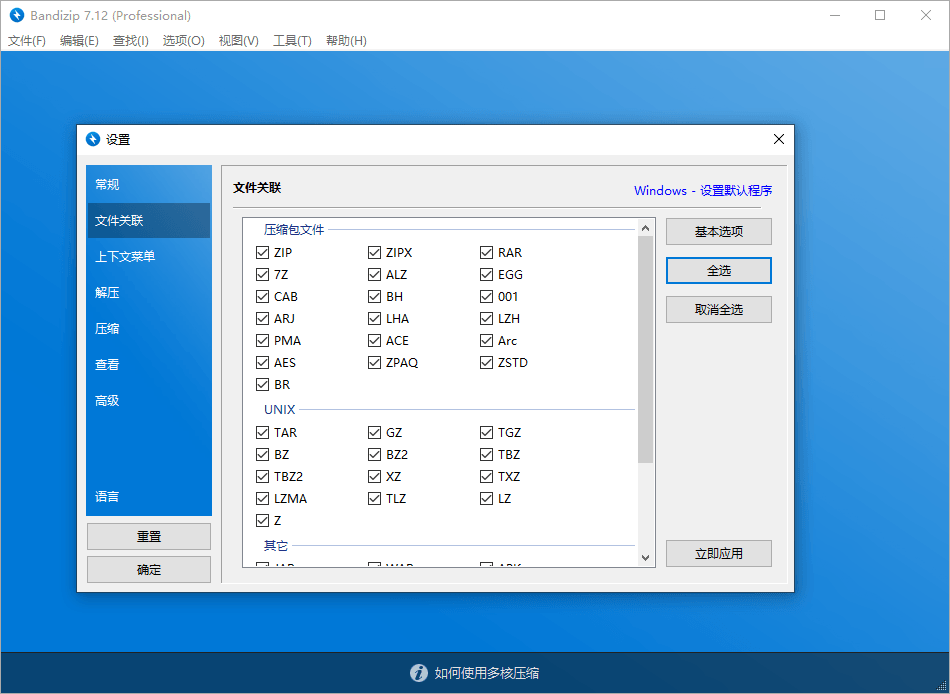 Bandizip 7.12 (Professional)
文件(F) 编辑(E) 查找(I) 选项(O) 视图(V) 工具(T) 帮助(H)
设置
常规
文件关联
上下文菜单
解压
压缩
查看
高级
语言
重置
确定
文件关联
Windows - 设置默认程序
压缩包文件
ZIP ZIPX RAR
7Z ALZ EGG
CAB BH 001
ARJ LHA LZH
PMA ACE Arc
AES ZPAQ ZSTD
BR
UNIX
TAR GZ TGZ
BZ BZ2 TBZ
TBZ2 XZ TXZ
LZMA TLZ LZ
Z
其它
基本选项
全选
取消全选
立即应用
如何使用多核压缩